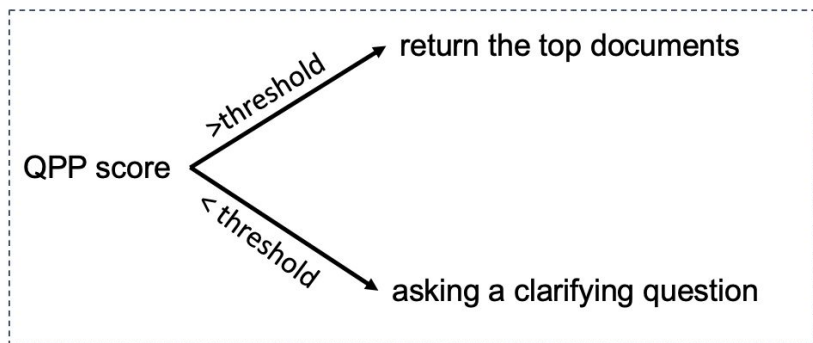 return the top documents
>threshold
QPP score
< threshold
asking a clarifying question